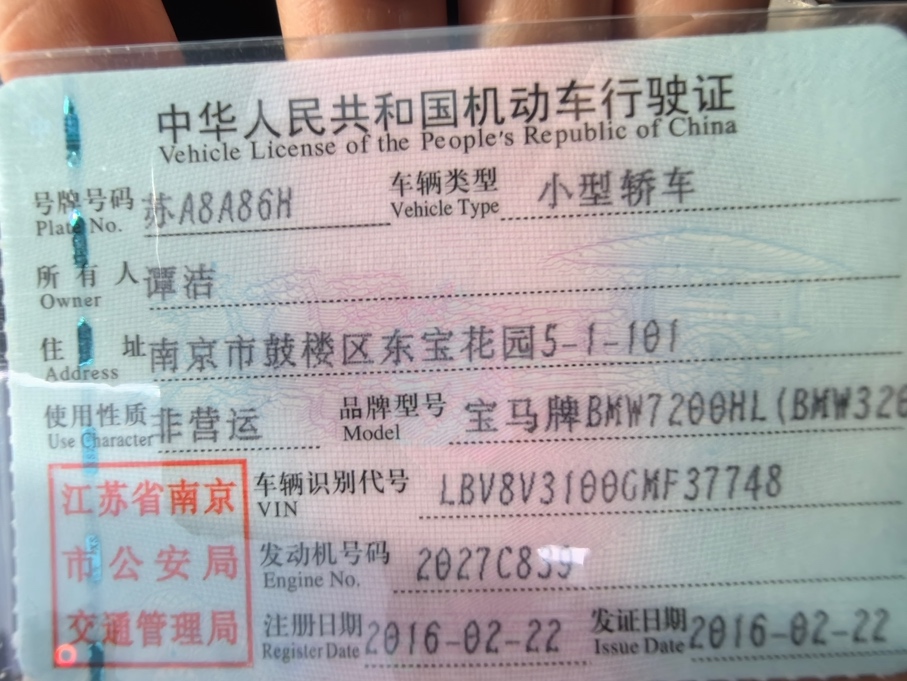 中华人民共和国机动车行驶证
Vehicle License of the People's Republic of China
号牌号码 苏A8A86H 车辆类型 小型轿车
Plate No. Vehicle Type
所有人 谭洁
Owner
住址 南京市鼓楼区东宝花园5-1-101
Address
使用性质 非营运 品牌型号 宝马牌BMW7200HL(BMW320
Use Character Model
江苏省南京
市公安局
交通管理局
车辆识别代号 LBV8V3100GMF37748
VIN
发动机号码 2027C839
Engine No.
注册日期 2016-02-22 发证日期 2016-02-22
Register Date Issue Date